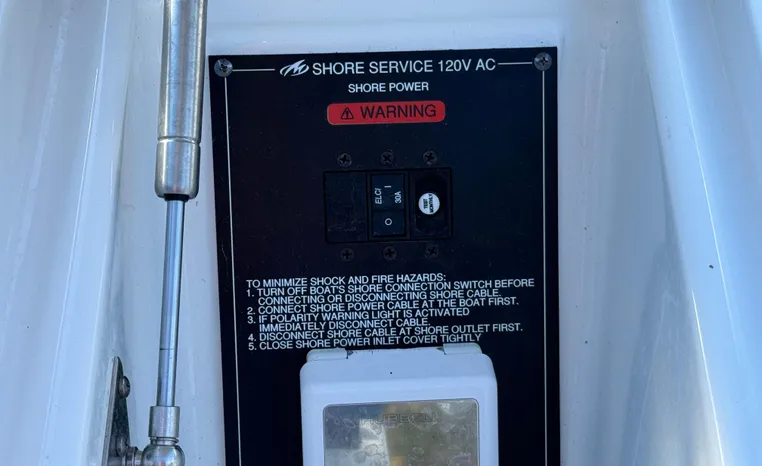 SHORE SERVICE 120V AC
SHORE POWER
WARNING
ELCI
30A
TEST
MONTHLY
TO MINIMIZE SHOCK AND FIRE HAZARDS:
1. TURN OFF BOAT'S SHORE CONNECTION SWITCH BEFORE
CONNECTING OR DISCONNECTING SHORE CABLE.
2. CONNECT SHORE POWER CABLE AT THE BOAT FIRST.
3. IF POLARITY WARNING LIGHT IS ACTIVATED
IMMEDIATELY DISCONNECT CABLE.
4. DISCONNECT SHORE CABLE AT SHORE OUTLET FIRST.
5. CLOSE SHORE POWER INLET COVER TIGHTLY
HUBBELL